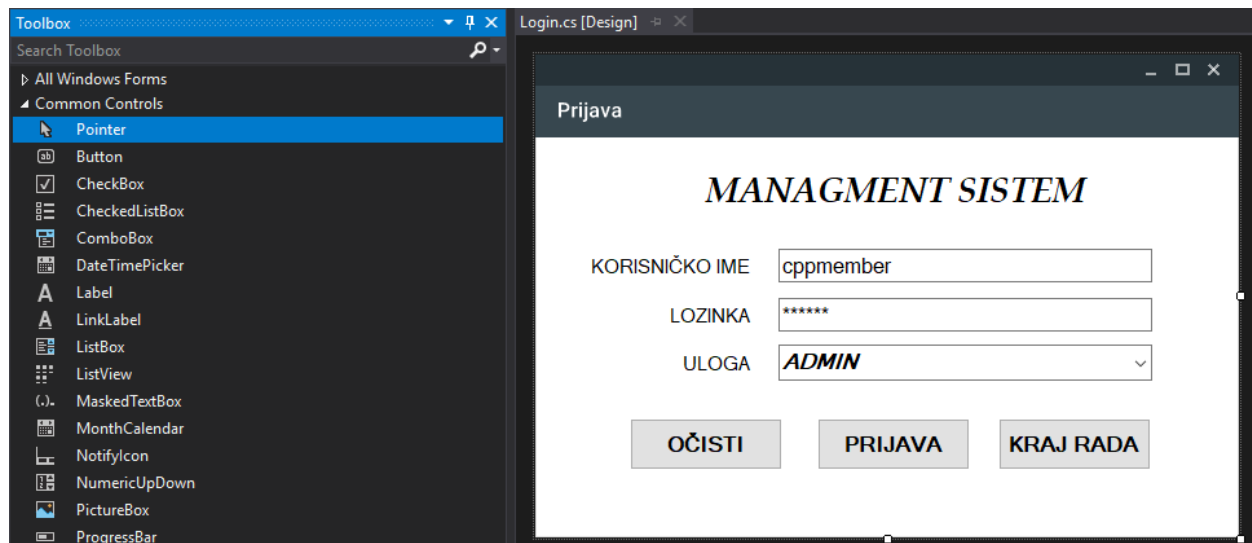 Toolbox
Search Toolbox
All Windows Forms
Common Controls
Pointer
Button
CheckBox
CheckedListBox
ComboBox
DateTimePicker
Label
LinkLabel
ListBox
ListView
MaskedTextBox
MonthCalendar
NotifyIcon
NumericUpDown
PictureBox
ProgressBar
Login.cs [Design]
Prijava
MANAGMENT SISTEM
KORISNIČKO IME cppmember
LOZINKA ******
ULOGA ADMIN
OČISTI PRIJAVA KRAJ RADA